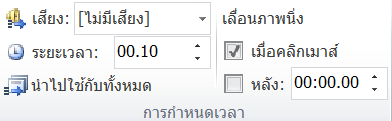 เสียง: [ไม่มีเสียง]
ระยะเวลา: 00.10
นำไปใช้กับทั้งหมด
เลื่อนภาพนิ่ง
เมื่อคลิกเมาส์
หลัง: 00:00.00
การกำหนดเวลา